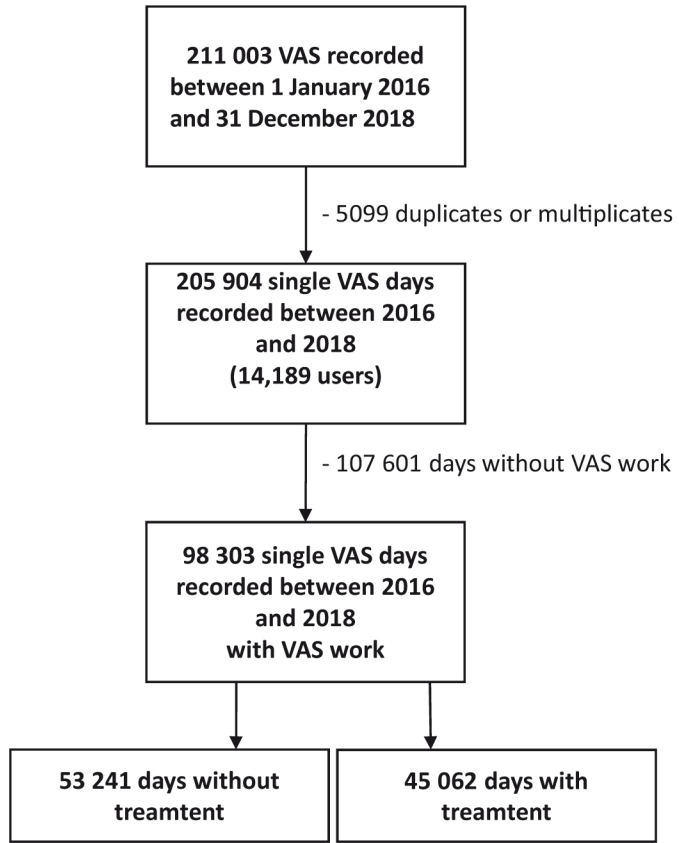 211 003 VAS recorded
between 1 January 2016
and 31 December 2018
- 5099 duplicates or multiplicates
205 904 single VAS days
recorded between 2016
and 2018
(14,189 users)
- 107 601 days without VAS work
98 303 single VAS days
recorded between 2016
and 2018
with VAS work
53 241 days without
treamtent
45 062 days with
treamtent